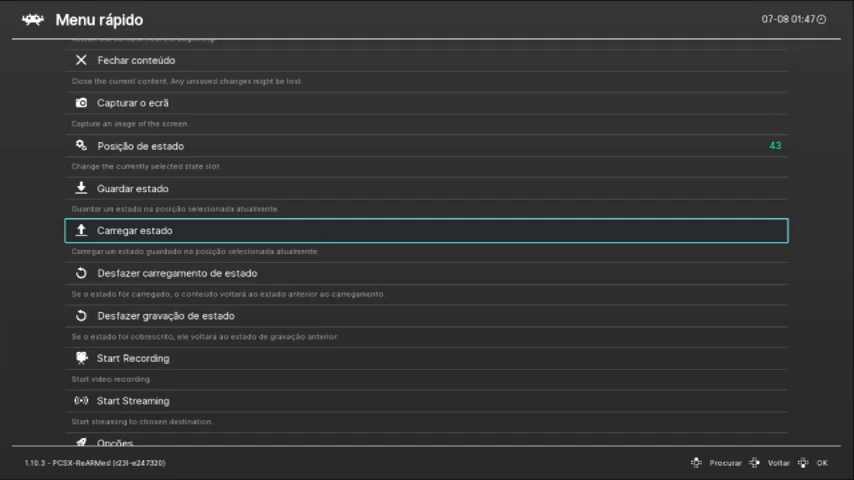 Menu rápido
07-08 01:47
Fechar conteúdo
Close the current content. Any unsaved changes might be lost.
Capturar o ecrã
Capture an image of the screen.
Posição de estado
43
Change the currently selected state slot.
Guardar estado
Guardar um estado na posição selecionada atualmente.
Carregar estado
Carregar um estado guardado na posição selecionada atualmente.
Desfazer carregamento de estado
Se o estado for carregado, o conteúdo voltará ao estado anterior ao carregamento.
Desfazer gravação de estado
Se o estado foi sobrescrito, ele voltará ao estado de gravação anterior.
Start Recording
Start video recording.
Start Streaming
Start streaming to chosen destination.
Opções
1.10.3 - PCSX-ReARMed (r23l-e247320)
Procurar Voltar OK